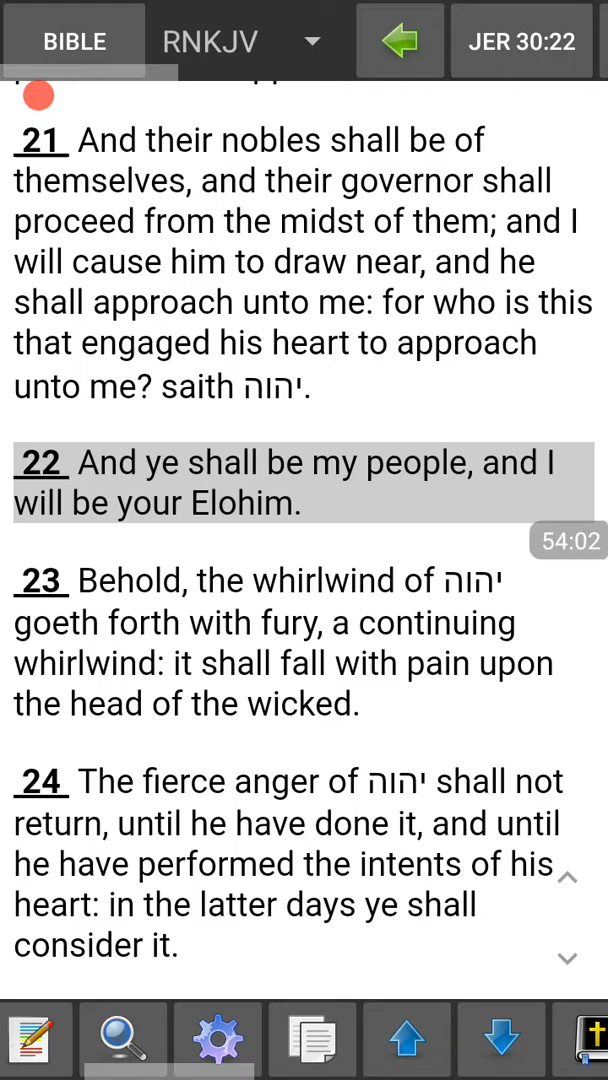 BIBLE RNKJV JER 30:22
21 And their nobles shall be of
themselves, and their governor shall
proceed from the midst of them; and I
will cause him to draw near, and he
shall approach unto me: for who is this
that engaged his heart to approach
unto me? saith יהוה.
22 And ye shall be my people, and I
will be your Elohim.
54:02
23 Behold, the whirlwind of יהוה
goeth forth with fury, a continuing
whirlwind: it shall fall with pain upon
the head of the wicked.
24 The fierce anger of יהוה shall not
return, until he have done it, and until
he have performed the intents of his
heart: in the latter days ye shall
consider it.